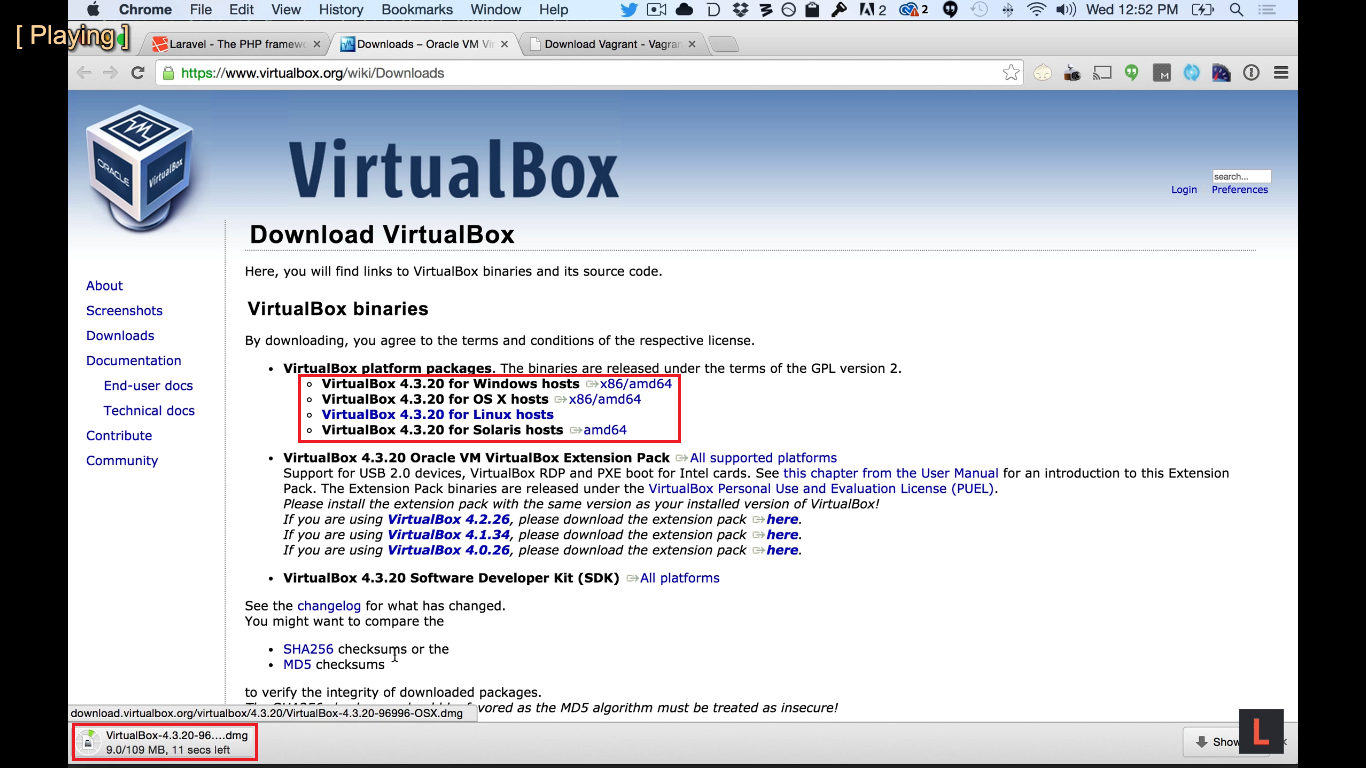 Chrome File Edit View History Bookmarks Window Help 2 2 Wed 12:52 PM
[ Playing ]
Laravel - The PHP framew
Downloads – Oracle VM Vi
Download Vagrant - Vagran
https://www.virtualbox.org/wiki/Downloads
ORACLE
VirtualBox
VirtualBox
search...
Login Preferences
Download VirtualBox
Here, you will find links to VirtualBox binaries and its source code.
About
Screenshots
Downloads
Documentation
End-user docs
Technical docs
Contribute
Community
VirtualBox binaries
By downloading, you agree to the terms and conditions of the respective license.
• VirtualBox platform packages. The binaries are released under the terms of the GPL version 2.
VirtualBox 4.3.20 for Windows hosts x86/amd64
VirtualBox 4.3.20 for OS X hosts x86/amd64
VirtualBox 4.3.20 for Linux hosts
VirtualBox 4.3.20 for Solaris hosts amd64
• VirtualBox 4.3.20 Oracle VM VirtualBox Extension Pack All supported platforms
Support for USB 2.0 devices, VirtualBox RDP and PXE boot for Intel cards. See this chapter from the User Manual for an introduction to this Extension
Pack. The Extension Pack binaries are released under the VirtualBox Personal Use and Evaluation License (PUEL).
Please install the extension pack with the same version as your installed version of VirtualBox!
If you are using VirtualBox 4.2.26, please download the extension pack here.
If you are using VirtualBox 4.1.34, please download the extension pack here.
If you are using VirtualBox 4.0.26, please download the extension pack here.
• VirtualBox 4.3.20 Software Developer Kit (SDK) All platforms
See the changelog for what has changed.
You might want to compare the
• SHA256 checksums or the
• MD5 checksums
to verify the integrity of downloaded packages.
favored as the MD5 algorithm must be treated as insecure!
download.virtualbox.org/virtualbox/4.3.20/VirtualBox-4.3.20-96996-OSX.dmg
VirtualBox-4.3.20-96....dmg
9.0/109 MB, 11 secs left
Show
L